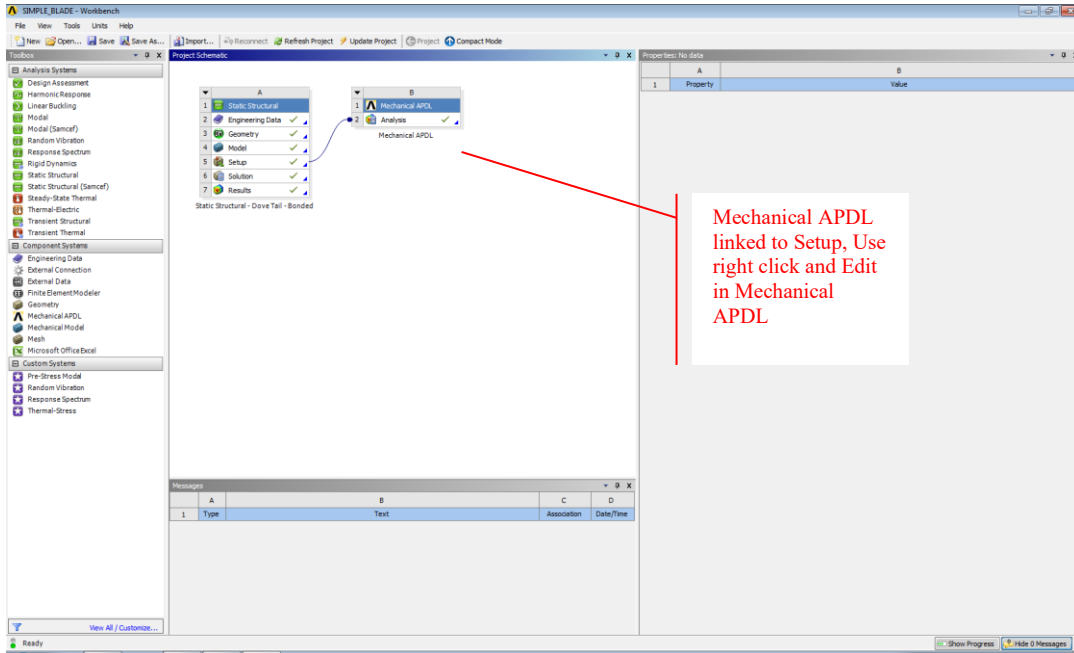 SIMPLE_BLADE - Workbench
File View Tools Units Help
New Open... Save Save As... Import... Reconnect Refresh Project Update Project Project Compact Mode
Toolbox
Analysis Systems
Design Assessment
Harmonic Response
Linear Buckling
Modal
Modal (Samcef)
Random Vibration
Response Spectrum
Rigid Dynamics
Static Structural
Static Structural (Samcef)
Steady-State Thermal
Thermal-Electric
Transient Structural
Transient Thermal
Component Systems
Engineering Data
External Connection
External Data
Finite Element Modeler
Geometry
Mechanical APDL
Mechanical Model
Mesh
Microsoft Office Excel
Custom Systems
Pre-Stress Modal
Random Vibration
Response Spectrum
Thermal-Stress
View All / Customize...
Project Schematic
A
1 Static Structural
2 Engineering Data
3 Geometry
4 Model
5 Setup
6 Solution
7 Results
Static Structural - Dove Tail - Bonded
B
1 Mechanical APDL
2 Analysis
Mechanical APDL
Mechanical APDL
linked to Setup, Use
right click and Edit
in Mechanical
APDL
Properties: No data
A B
1 Property Value
Messages
A B C D
1 Type Text Association Date/Time
Ready
Show Progress Hide 0 Messages